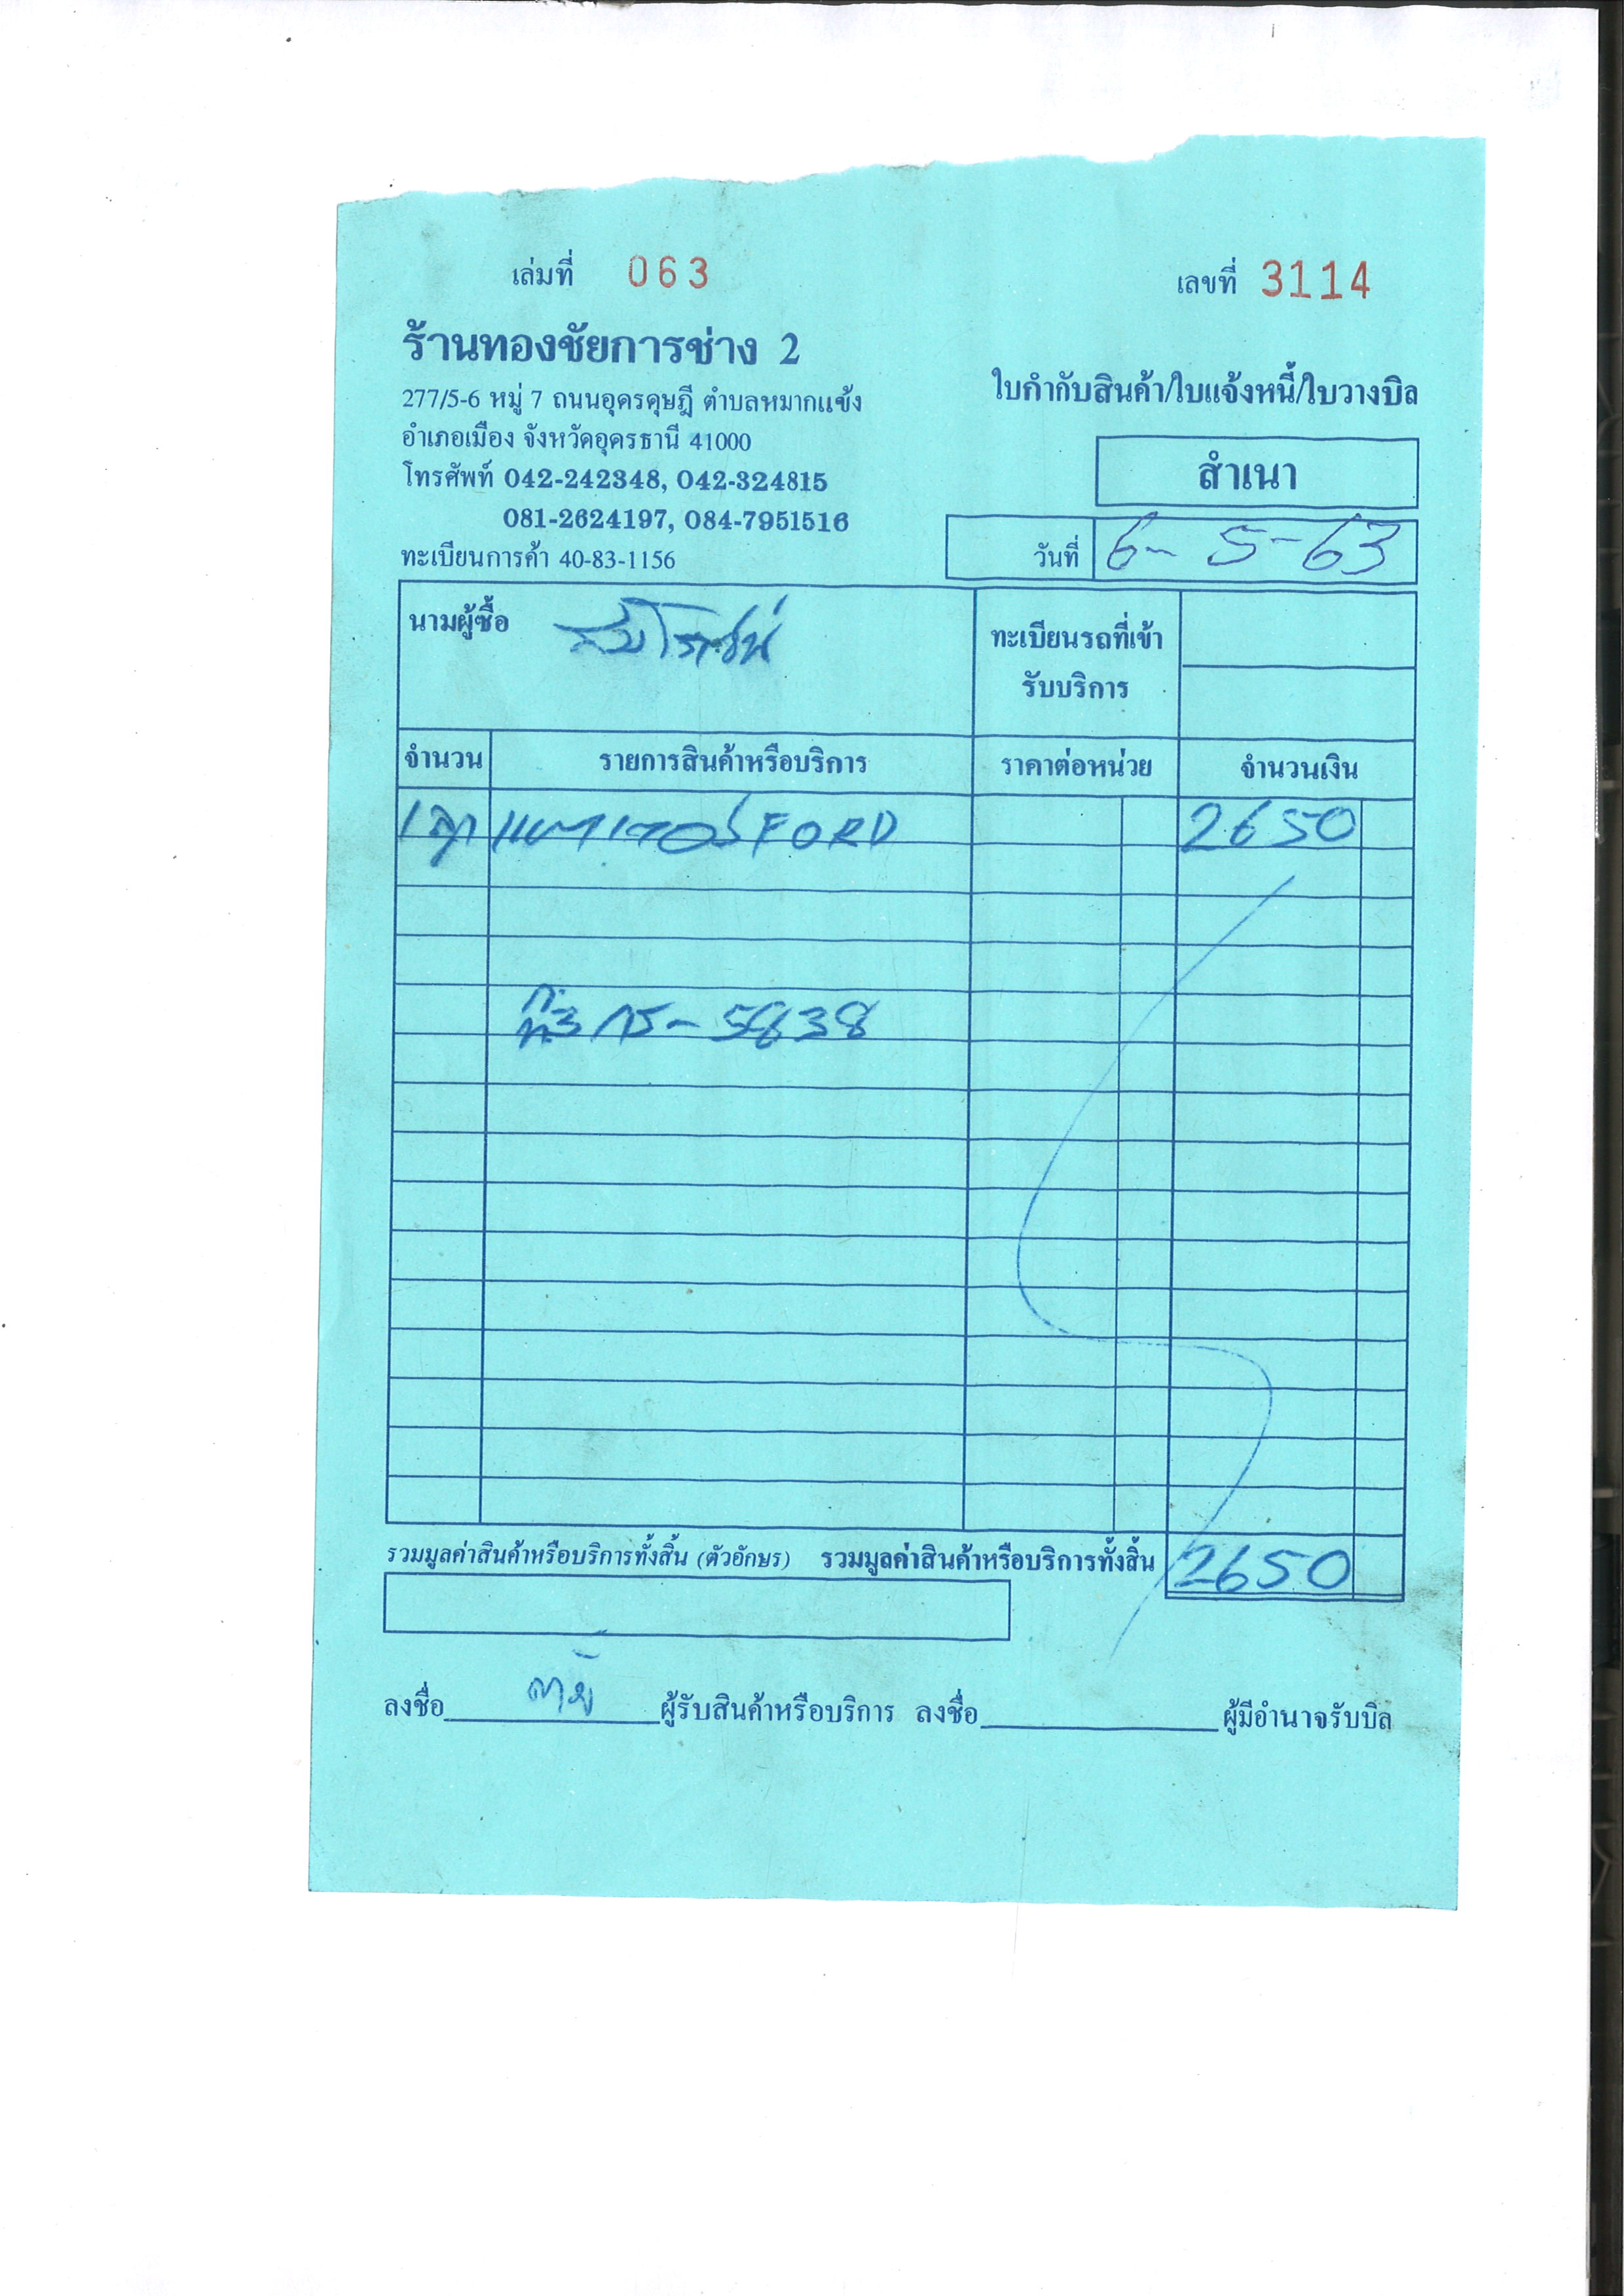 เล่มที่ 063
เลขที่ 3114
ร้านทองชัยการช่าง 2
277/5-6 หมู่ 7 ถนนอุดรดุษฎี ตำบลหมากแข้ง
อำเภอเมือง จังหวัดอุดรธานี 41000
โทรศัพท์ 042-242348, 042-324815
081-2624197, 084-7951516
ทะเบียนการค้า 40-83-1156
ใบกำกับสินค้า/ใบแจ้งหนี้/ใบวางบิล
สำเนา
วันที่ 6-5-63
นามผู้ซื้อ
ทะเบียนรถที่เข้า
รับบริการ
จำนวน รายการสินค้าหรือบริการ ราคาต่อหน่วย จำนวนเงิน
1 ลูก แบตเตอรี่ FORD 2650
5838
รวมมูลค่าสินค้าหรือบริการทั้งสิ้น (ตัวอักษร) รวมมูลค่าสินค้าหรือบริการทั้งสิ้น 2650
ลงชื่อ ผู้รับสินค้าหรือบริการ ลงชื่อ ผู้มีอำนาจรับบิล